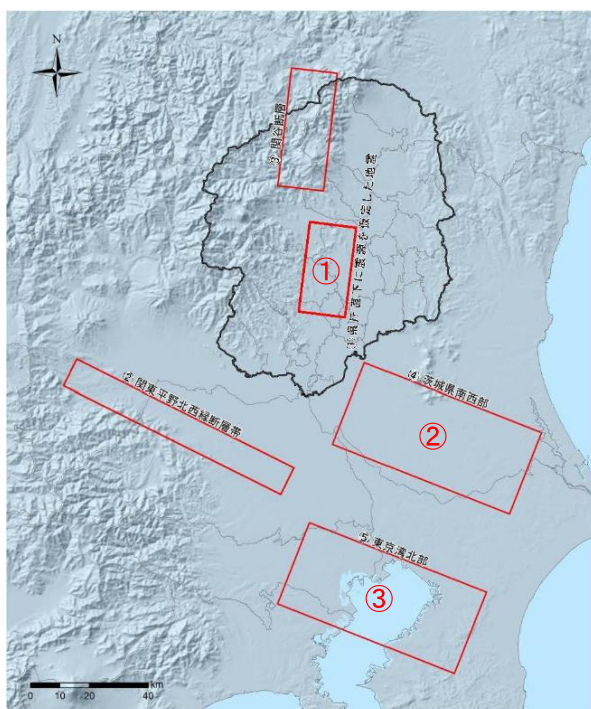 N
(3) 関谷断層
(1) 県庁直下に震源を仮定した地震
①
(2) 関東平野北西縁断層帯
(4) 茨城県南西部
②
(5) 東京湾北部
③
km
0 10 20 40